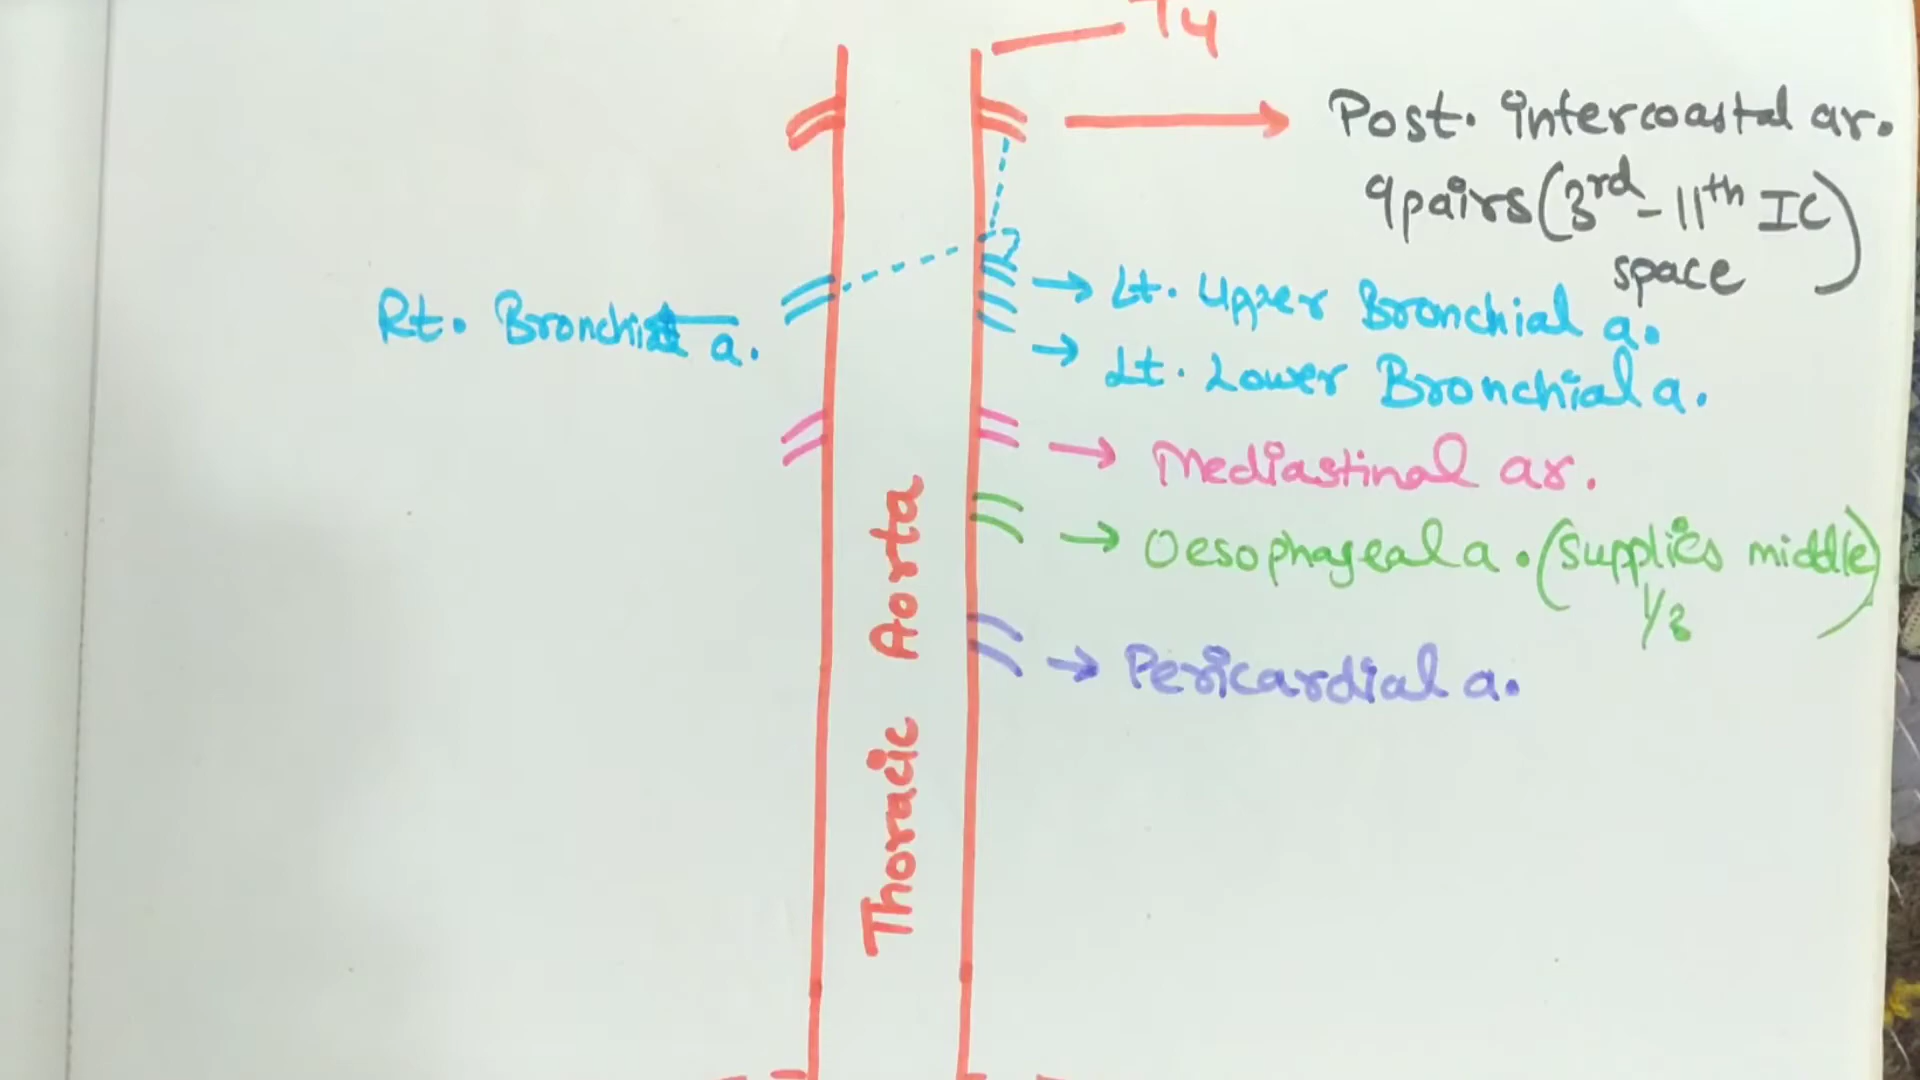 T4
Post. intercoastal ar.
9pairs (3rd - 11th IC)
space
Lt. Upper Bronchial a.
Rt. Bronchial a.
Lt. Lower Bronchial a.
Mediastinal ar.
Oesophageal a. (supplies middle)
1/3
Pericardial a.
Thoracic Aorta